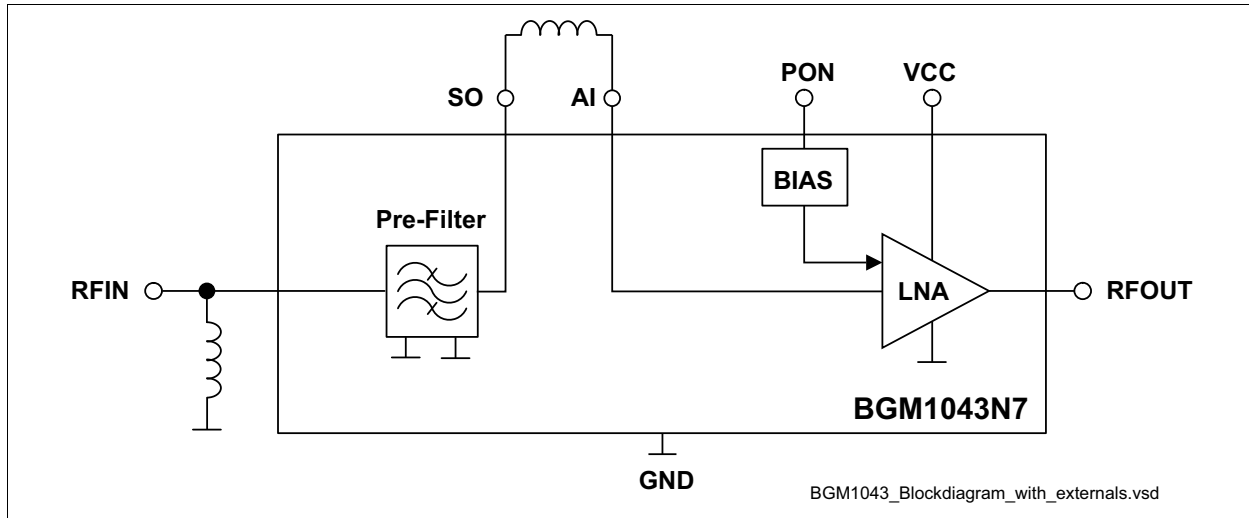 PON VCC
SO AI
BIAS
Pre-Filter
RFIN LNA RFOUT
BGM1043N7
GND
BGM1043_Blockdiagram_with_externals.vsd